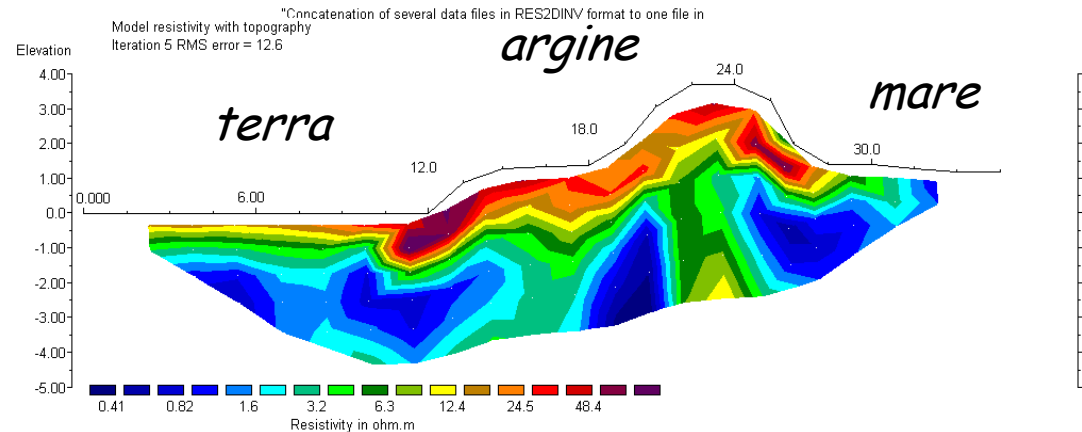 "Concatenation of several data files in RES2DINV format to one file in
Model resistivity with topography
Iteration 5 RMS error = 12.6
argine
Elevation
4.00
24.0
mare
3.00
terra
18.0
2.00
30.0
12.0
1.00
0.000
6.00
0.0
-1.00
-2.00
-3.00
-4.00
-5.00
0.41 0.82 1.6 3.2 6.3 12.4 24.5 48.4
Resistivity in ohm.m